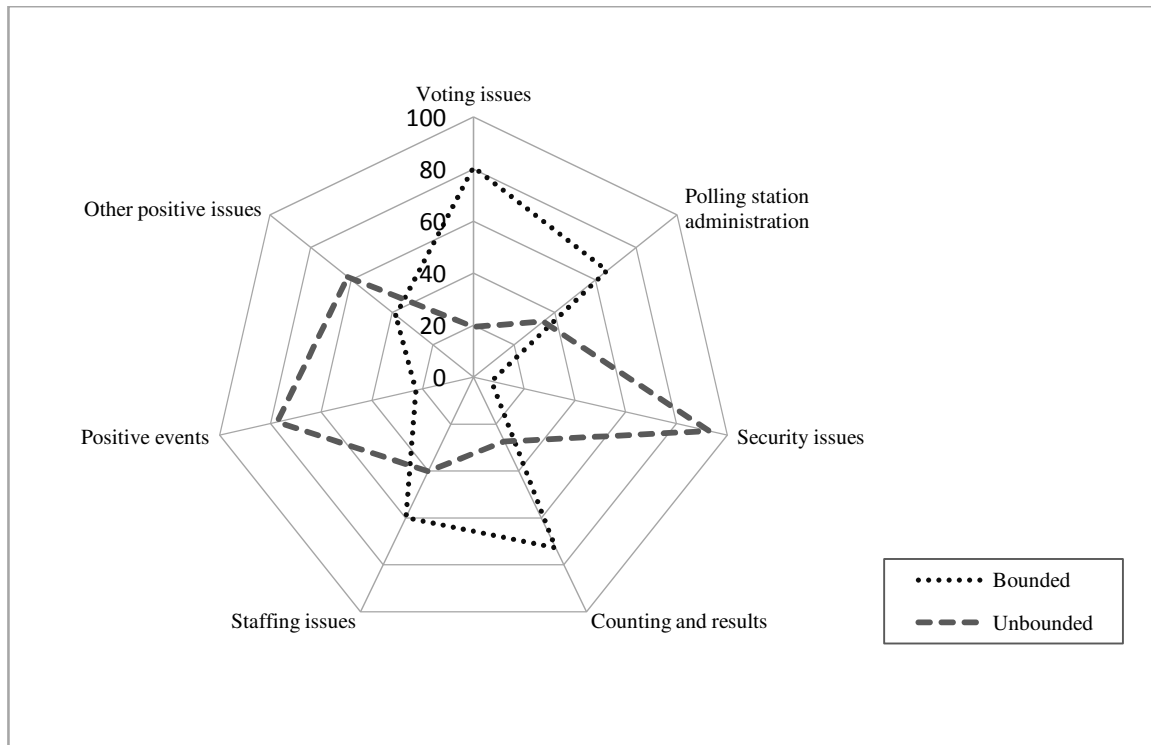 Voting issues
100
80
60
40
20
0
Polling station
administration
Security issues
Counting and results
Staffing issues
Positive events
Other positive issues
Bounded
Unbounded